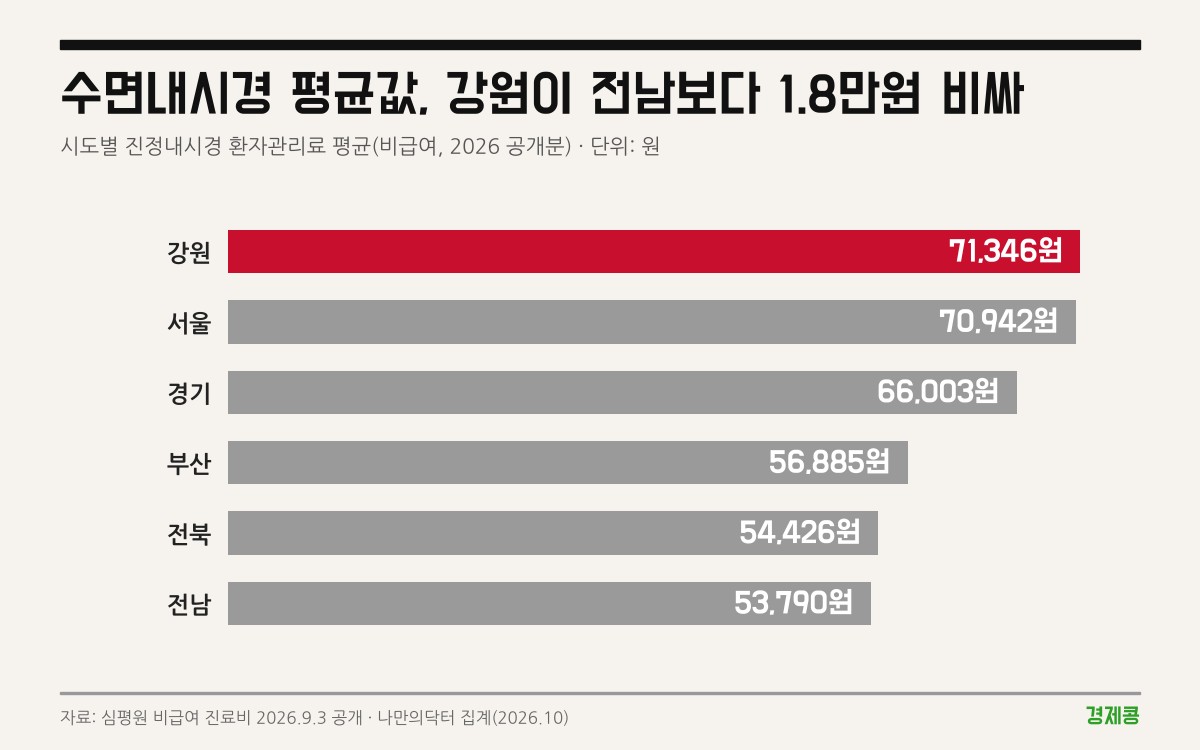 수면내시경 평균값, 강원이 전남보다 1.8만원 비싸
시도별 진정내시경 환자관리료 평균(비급여, 2026 공개분) · 단위: 원
강원 71,346원
서울 70,942원
경기 66,003원
부산 56,885원
전북 54,426원
전남 53,790원
자료: 심평원 비급여 진료비 2026.9.3 공개 · 나만의닥터 집계(2026.10)
경제콩